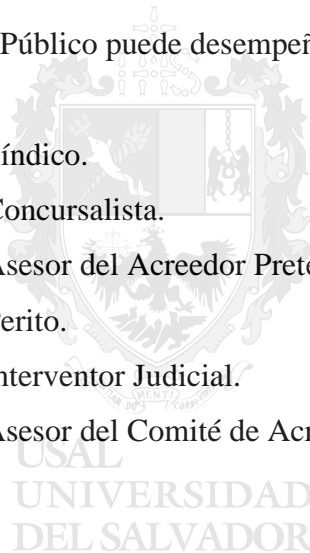 Público puede desempeñ
índico.
Concursalista.
Asesor del Acreedor Prete
Perito.
nterventor Judicial.
Asesor del Comité de Acr
USAL
UNIVERSIDAD
DEL SALVADOR